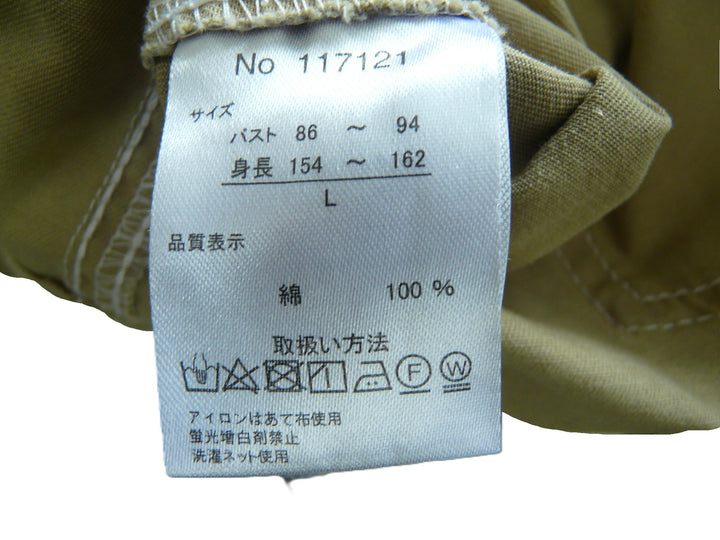 No 117121
サイズ
バスト 86 ～ 94
身長 154 ～ 162
L
品質表示
綿 100 %
取扱い方法
F W
アイロンはあて布使用
蛍光増白剤禁止
洗濯ネット使用